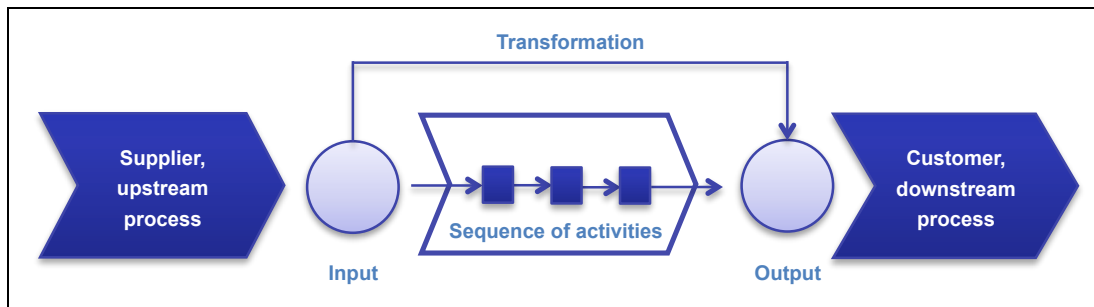 Transformation
Supplier,
upstream
process
Customer,
downstream
process
Sequence of activities
Input
Output